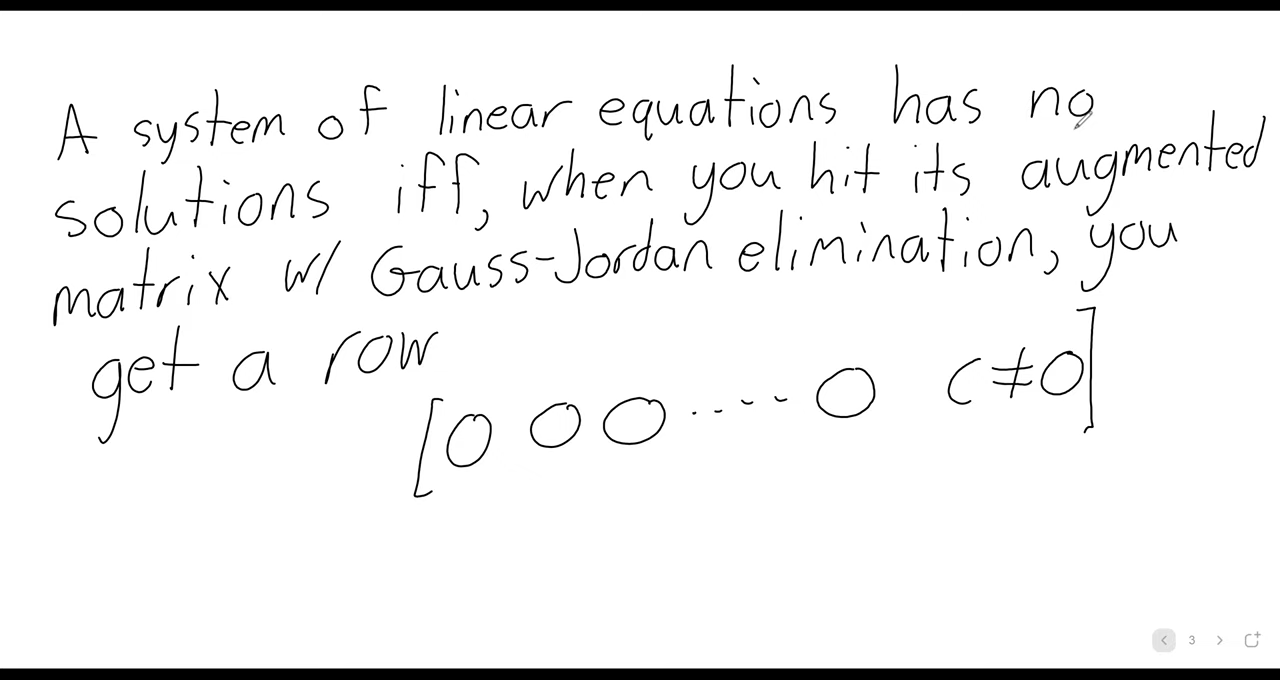 A system of linear equations has no
solutions iff, when you hit its augmented
matrix w/ Gauss-Jordan elimination, you
get a row
[0 0 0 .... 0 c≠0]
3